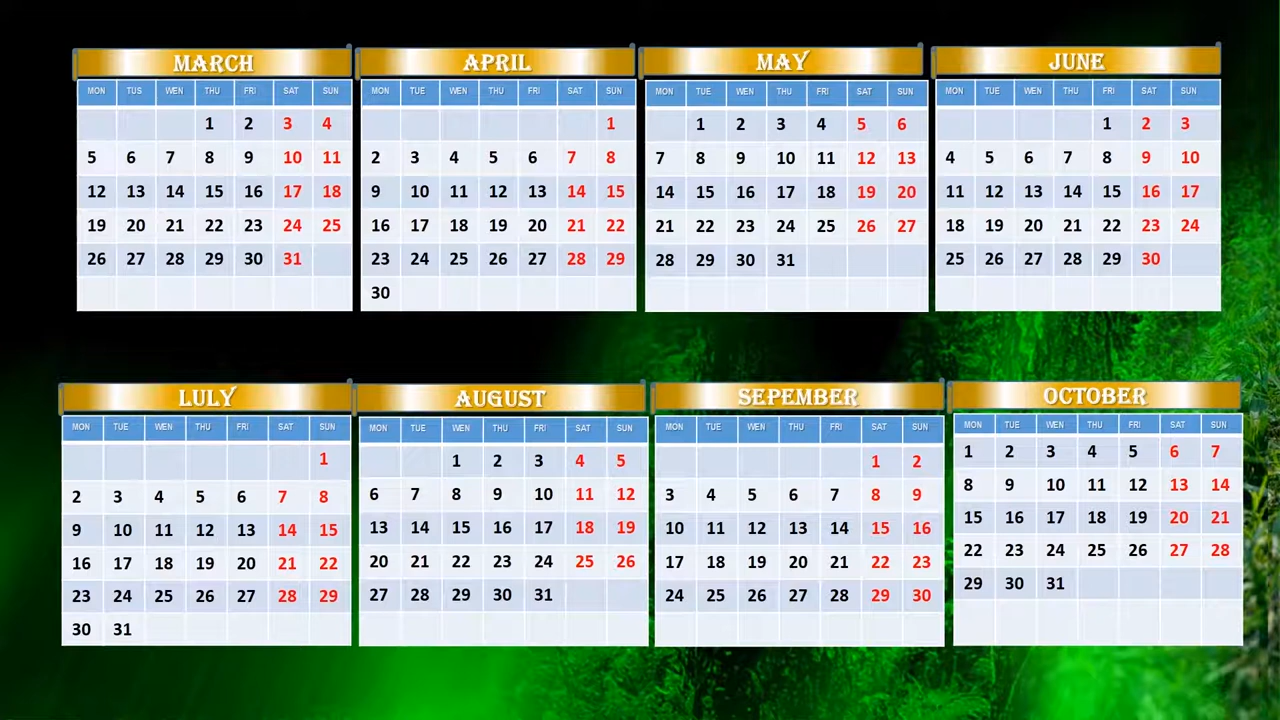 MARCH
MON TUS WEN THU FRI SAT SUN
1 2 3 4
5 6 7 8 9 10 11
12 13 14 15 16 17 18
19 20 21 22 23 24 25
26 27 28 29 30 31
APRIL
MON TUE WEN THU FRI SAT SUN
1
2 3 4 5 6 7 8
9 10 11 12 13 14 15
16 17 18 19 20 21 22
23 24 25 26 27 28 29
30
MAY
MON TUE WEN THU FRI SAT SUN
1 2 3 4 5 6
7 8 9 10 11 12 13
14 15 16 17 18 19 20
21 22 23 24 25 26 27
28 29 30 31
JUNE
MON TUE WEN THU FRI SAT SUN
1 2 3
4 5 6 7 8 9 10
11 12 13 14 15 16 17
18 19 20 21 22 23 24
25 26 27 28 29 30
LULY
MON TUE WEN THU FRI SAT SUN
1
2 3 4 5 6 7 8
9 10 11 12 13 14 15
16 17 18 19 20 21 22
23 24 25 26 27 28 29
30 31
AUGUST
MON TUE WEN THU FRI SAT SUN
1 2 3 4 5
6 7 8 9 10 11 12
13 14 15 16 17 18 19
20 21 22 23 24 25 26
27 28 29 30 31
SEPEMBER
MON TUE WEN THU FRI SAT SUN
1 2
3 4 5 6 7 8 9
10 11 12 13 14 15 16
17 18 19 20 21 22 23
24 25 26 27 28 29 30
OCTOBER
MON TUE WEN THU FRI SAT SUN
1 2 3 4 5 6 7
8 9 10 11 12 13 14
15 16 17 18 19 20 21
22 23 24 25 26 27 28
29 30 31